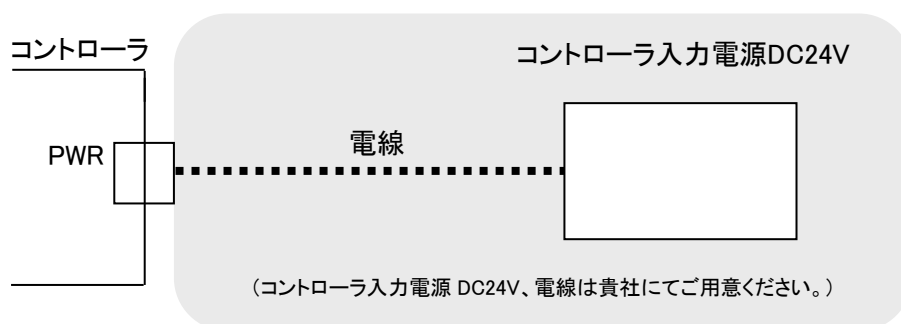 コントローラ
コントローラ入力電源DC24V
PWR
電線
（コントローラ入力電源 DC24V、電線は貴社にてご用意ください。）